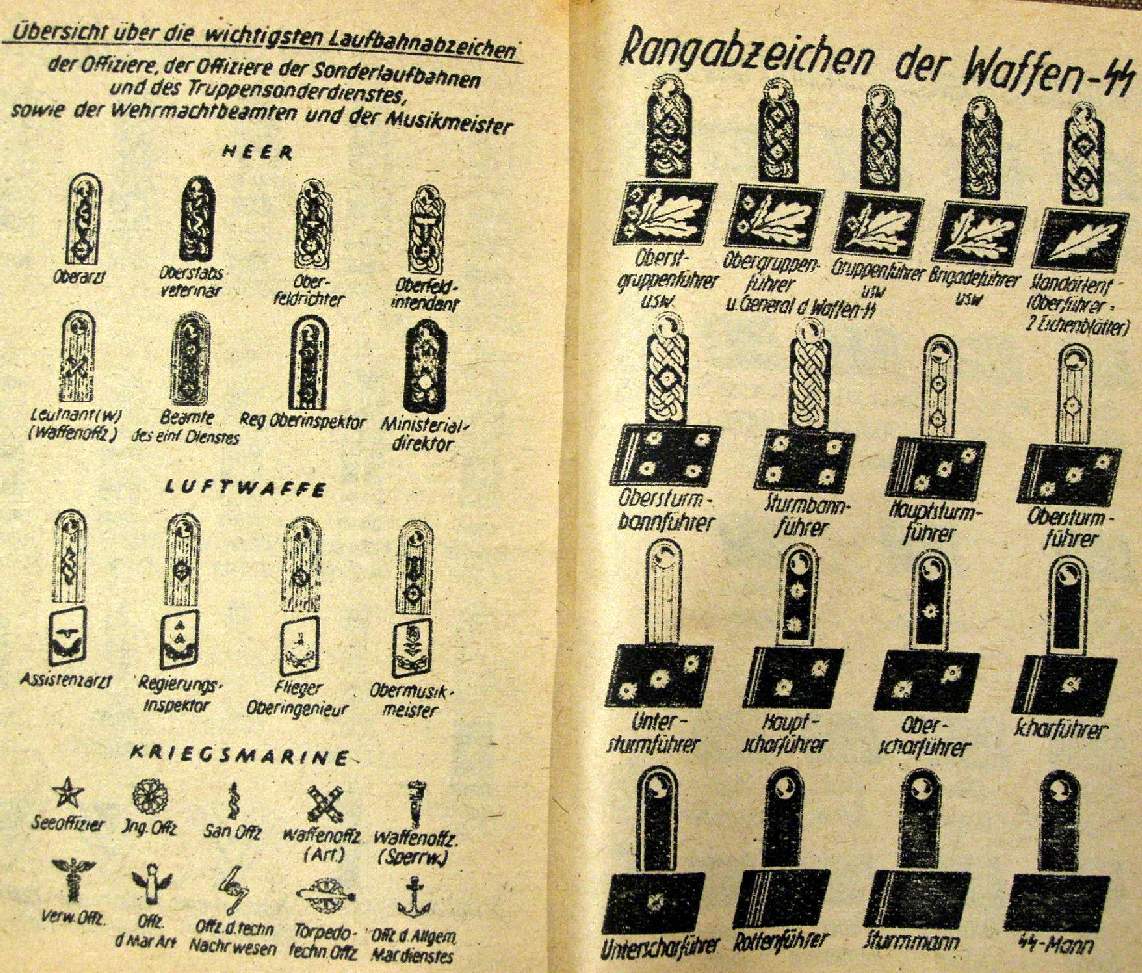 Übersicht über die wichtigsten Laufbahnabzeichen
der Offiziere, der Offiziere der Sonderlaufbahnen
und des Truppensonderdienstes,
sowie der Wehrmachtbeamten und der Musikmeister
HEER
Oberarzt
Oberstabs
veterinär
Ober-
feldrichter
Oberfeld-
intendant
Leutnant (W)
(Waffenoffz.)
Beamte
des einf. Dienstes
Reg Oberinspektor
Ministerial-
direktor
LUFTWAFFE
Assistenzarzt
Regierungs-
inspektor
Flieger
Oberingenieur
Obermusik-
meister
KRIEGSMARINE
Seeoffizier
Jng. Offz
San Offz
Waffenoffz.
(Art)
Waffenoffz.
(Sperrw.)
Verw. Offz.
Offz.
d Mar Art
Offz d. techn
Nachr wesen
Torpedo-
techn. Offz
Offz d. Allgem.
Mar dienstes
Rangabzeichen der Waffen-SS
Oberst-
gruppenführer
usw.
Obergruppen-
führer
u. General d Waffen-SS
Gruppenführer
usw
Brigadeführer
usw
Standartenf-
(Oberführer =
2 Eichenblätter)
Obersturm-
bannführer
Sturmbann-
führer
Hauptsturm-
führer
Obersturm-
führer
Unter-
sturmführer
Haupt-
scharführer
Ober-
scharführer
Scharführer
Unterscharführer
Rottenführer
Sturmmann
SS-Mann